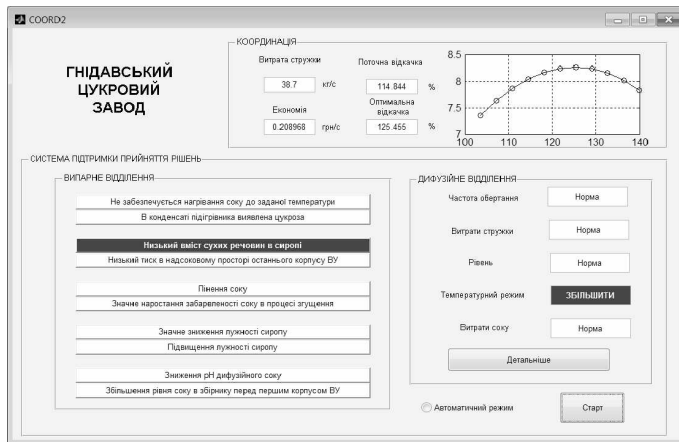 COORD2
ГНІДАВСЬКИЙ
ЦУКРОВИЙ
ЗАВОД
КООРДИНАЦІЯ
Витрата стружки
38.7 кг/с
Економія
0.208968 грн/с
Поточна відкачка
114.844 %
Оптимальна
відкачка
125.455 %
8.5
8
7.5
7
100 110 120 130 140
СИСТЕМА ПІДТРИМКИ ПРИЙНЯТТЯ РІШЕНЬ
ВИПАРНЕ ВІДДІЛЕННЯ
Не забезпечується нагрівання соку до заданої температури
В конденсаті підігрівника виявлена цукроза
Низький вміст сухих речовин в сиропі
Низький тиск в надсоковому просторі останнього корпусу ВУ
Пінення соку
Значне наростання забарвленості соку в процесі згущення
Значне зниження лужності сиропу
Підвищення лужності сиропу
Зниження рН дифузійного соку
Збільшення рівня соку в збірнику перед першим корпусом ВУ
ДИФУЗІЙНЕ ВІДДІЛЕННЯ
Частота обертання Норма
Витрати стружки Норма
Рівень Норма
Температурний режим ЗБІЛЬШИТИ
Витрати соку Норма
Детальніше
Автоматичний режим
Старт